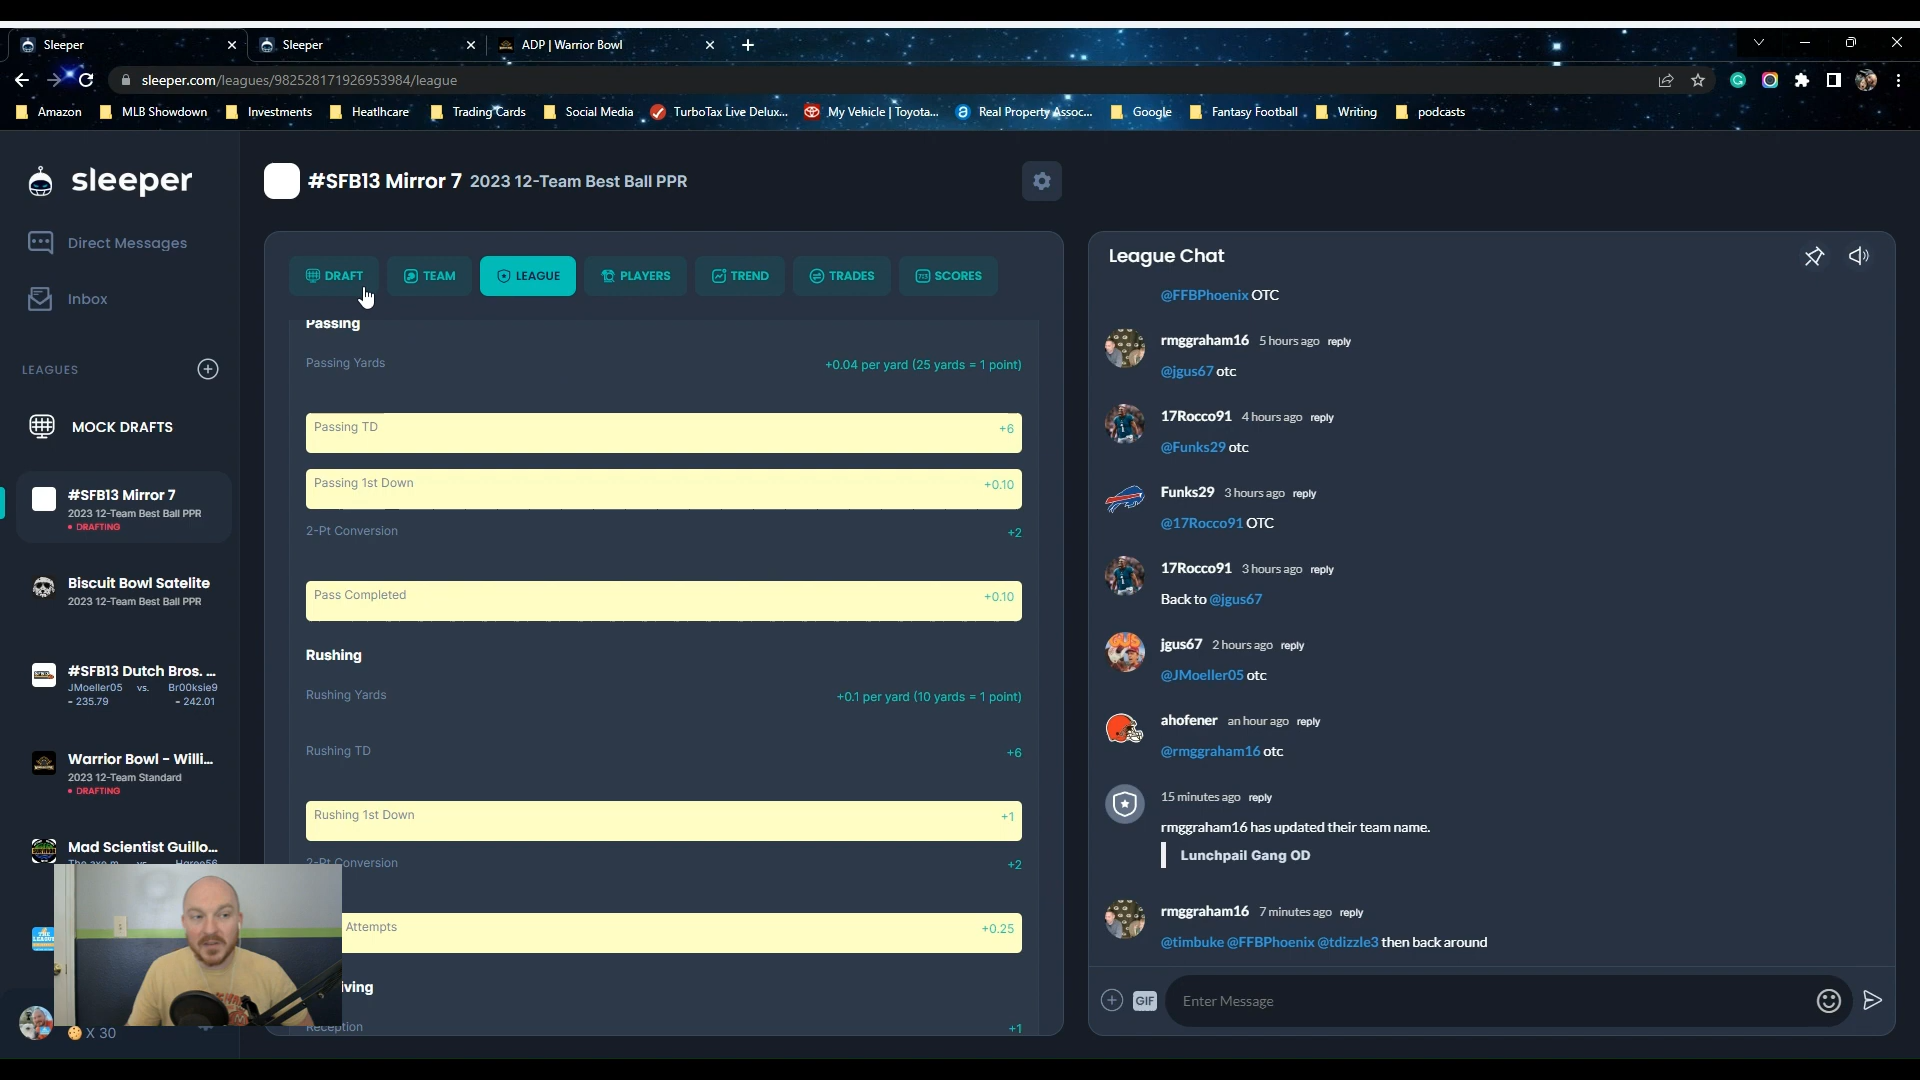 Sleeper
Sleeper
ADP | Warrior Bowl
sleeper.com/leagues/982528171926953984/league
Amazon
MLB Showdown
Investments
Heatlhcare
Trading Cards
Social Media
TurboTax Live Delux...
My Vehicle | Toyota...
Real Property Assoc...
Google
Fantasy Football
Writing
podcasts
sleeper
Direct Messages
Inbox
LEAGUES
MOCK DRAFTS
#SFB13 Mirror 7
2023 12-Team Best Ball PPR
• DRAFTING
Biscuit Bowl Satelite
2023 12-Team Best Ball PPR
#SFB13 Dutch Bros. ...
JMoeller05 vs. Br00ksie9
- 235.79 - 242.01
Warrior Bowl - Willi...
2023 12-Team Standard
• DRAFTING
Mad Scientist Guillo...
X 30
#SFB13 Mirror 7 2023 12-Team Best Ball PPR
DRAFT
TEAM
LEAGUE
PLAYERS
TREND
TRADES
SCORES
Passing
Passing Yards +0.04 per yard (25 yards = 1 point)
Passing TD +6
Passing 1st Down +0.10
2-Pt Conversion +2
Pass Completed +0.10
Rushing
Rushing Yards +0.1 per yard (10 yards = 1 point)
Rushing TD +6
Rushing 1st Down +1
2-Pt Conversion +2
Attempts +0.25
iving
Reception +1
League Chat
@FFBPhoenix OTC
rmggraham16 5 hours ago reply
@jgus67 otc
17Rocco91 4 hours ago reply
@Funks29 otc
Funks29 3 hours ago reply
@17Rocco91 OTC
17Rocco91 3 hours ago reply
Back to @jgus67
jgus67 2 hours ago reply
@JMoeller05 otc
ahofener an hour ago reply
@rmggraham16 otc
15 minutes ago reply
rmggraham16 has updated their team name.
Lunchpail Gang OD
rmggraham16 7 minutes ago reply
@timbuke @FFBPhoenix @tdizzle3 then back around
GIF
Enter Message